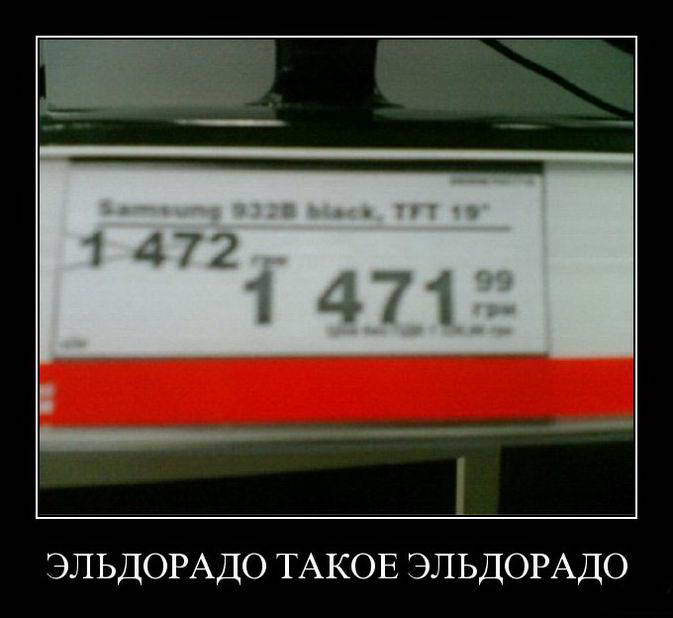 Samsung 932B black, TFT 19"
1 472
1 471 99
грн
ЭЛЬДОРАДО ТАКОЕ ЭЛЬДОРАДО